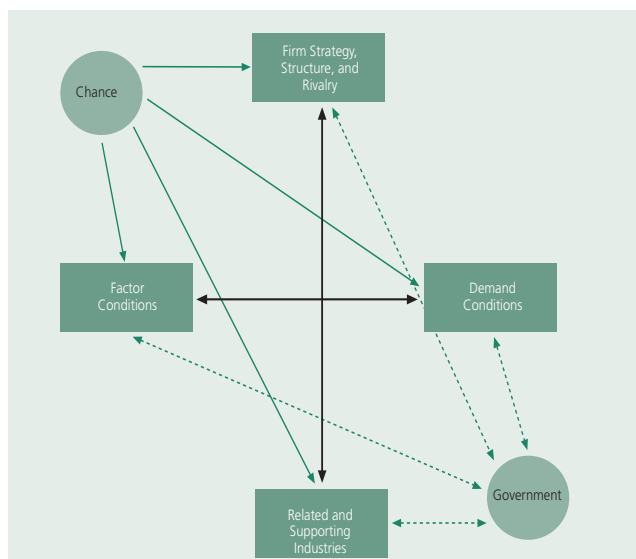 Firm Strategy,
Structure, and
Rivalry
Chance
Factor
Conditions
Demand
Conditions
Government
Related and
Supporting
Industries